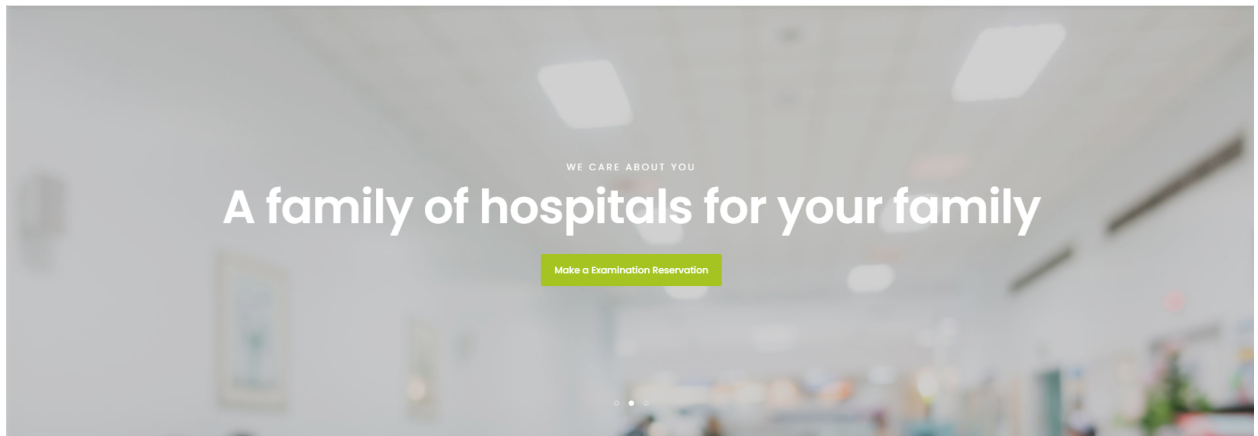 WE CARE ABOUT YOU
A family of hospitals for your family
Make a Examination Reservation